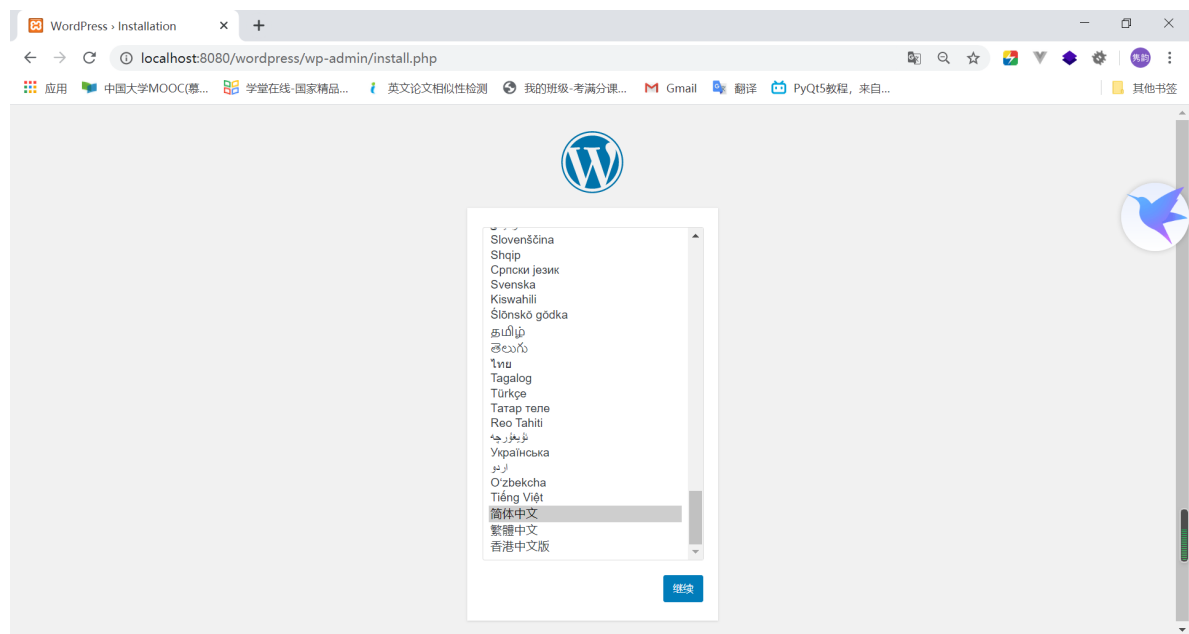 WordPress › Installation
localhost:8080/wordpress/wp-admin/install.php
应用 中国大学MOOC(慕... 学堂在线-国家精品... 英文论文相似性检测 我的班级-考满分课... Gmail 翻译 PyQt5教程，来自... 其他书签
Slovenščina
Shqip
Српски језик
Svenska
Kiswahili
Ślōnskŏ gŏdka
தமிழ்
తెలుగు
ไทย
Tagalog
Türkçe
Татар теле
Reo Tahiti
ئۇيغۇرچە
Українська
اردو
O‘zbekcha
Tiếng Việt
简体中文
繁體中文
香港中文版
继续